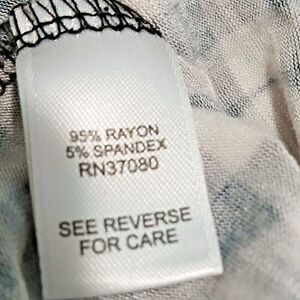 95% RAYON
5% SPANDEX
RN37080
SEE REVERSE
FOR CARE